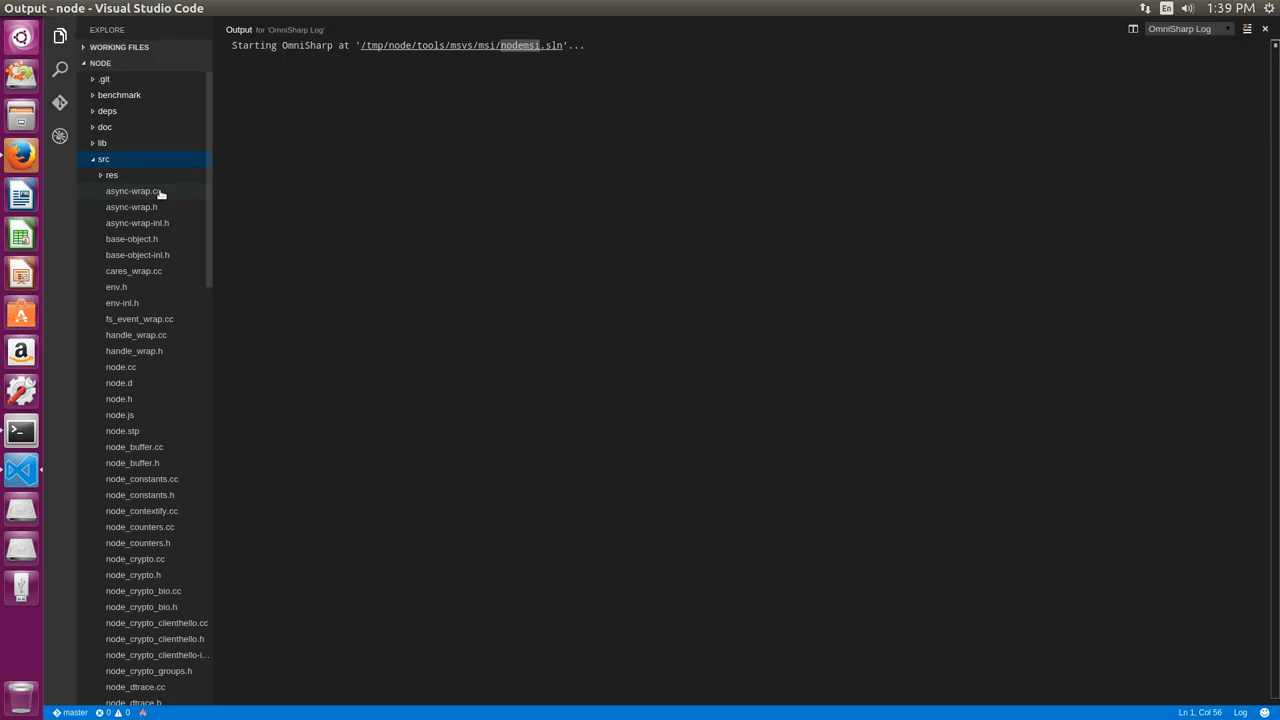 Output - node - Visual Studio Code
En
1:39 PM
EXPLORE
WORKING FILES
NODE
.git
benchmark
deps
doc
lib
src
res
async-wrap.cc
async-wrap.h
async-wrap-inl.h
base-object.h
base-object-inl.h
cares_wrap.cc
env.h
env-inl.h
fs_event_wrap.cc
handle_wrap.cc
handle_wrap.h
node.cc
node.d
node.h
node.js
node.stp
node_buffer.cc
node_buffer.h
node_constants.cc
node_constants.h
node_contextify.cc
node_counters.cc
node_counters.h
node_crypto.cc
node_crypto.h
node_crypto_bio.cc
node_crypto_bio.h
node_crypto_clienthello.cc
node_crypto_clienthello.h
node_crypto_clienthello-i...
node_crypto_groups.h
node_dtrace.cc
node_dtrace.h
Output for 'OmniSharp Log'
OmniSharp Log
Starting OmniSharp at '/tmp/node/tools/msvs/msi/nodemsi.sln'...
master 0 0
Ln 1, Col 56
Log